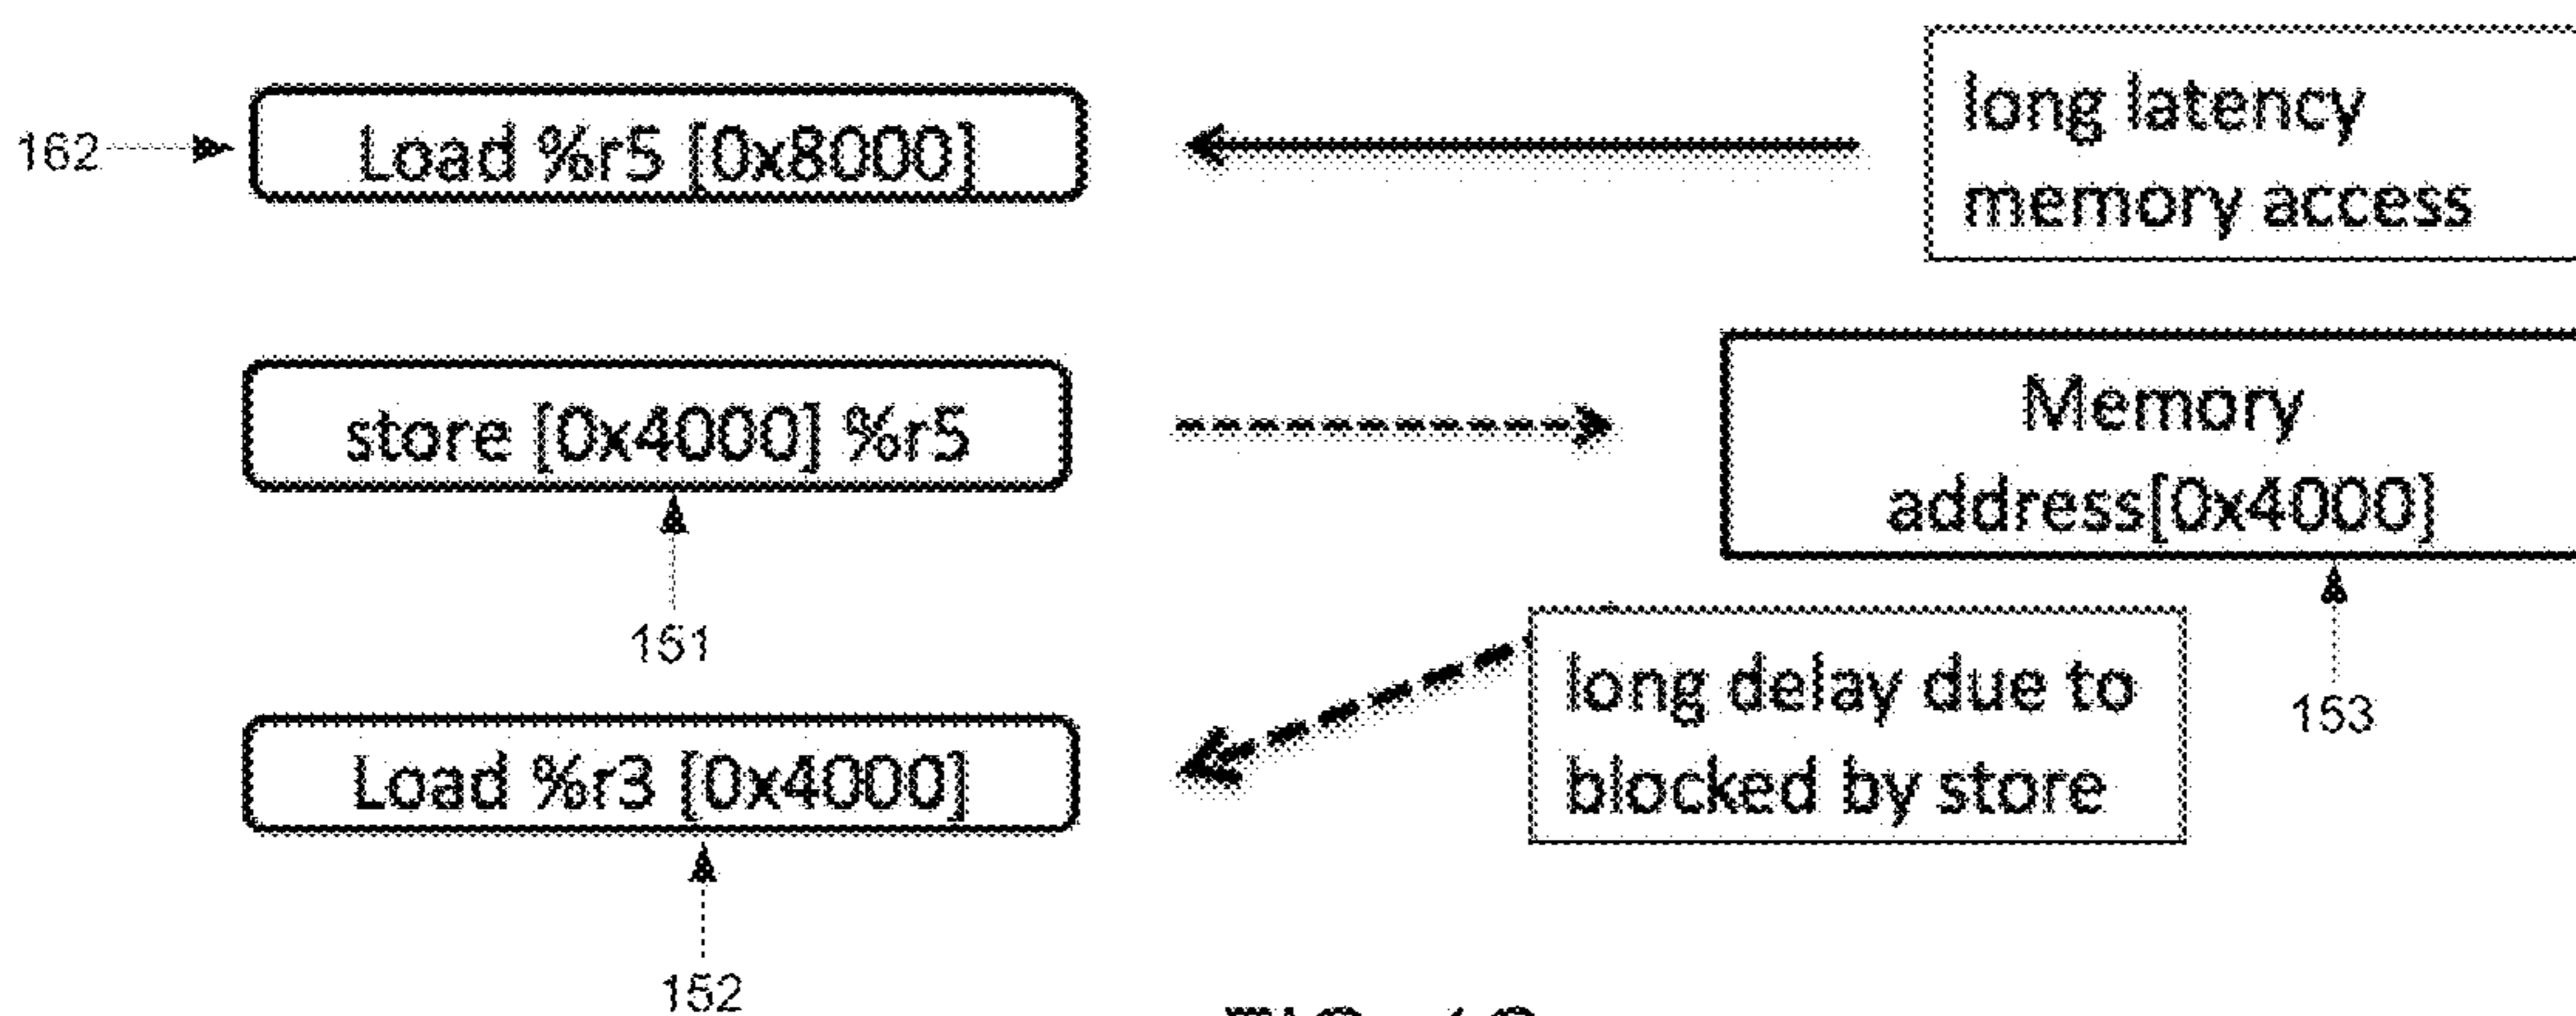 162
Load %r5 [0x8000]
long latency
memory access
store [0x4000] %r5
Memory
address[0x4000]
151
long delay due to
blocked by store
153
Load %r3 [0x4000]
152